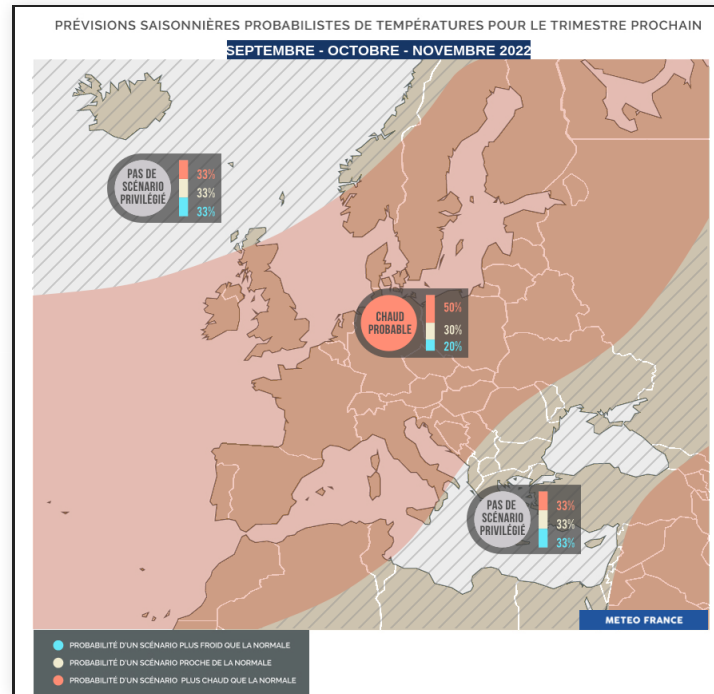 PRÉVISIONS SAISONNIÈRES PROBABILISTES DE TEMPÉRATURES POUR LE TRIMESTRE PROCHAIN
SEPTEMBRE - OCTOBRE - NOVEMBRE 2022
PAS DE
SCÉNARIO
PRIVILÉGIÉ
33%
33%
33%
CHAUD
PROBABLE
50%
30%
20%
PAS DE
SCÉNARIO
PRIVILÉGIÉ
33%
33%
33%
METEO FRANCE
PROBABILITÉ D'UN SCÉNARIO PLUS FROID QUE LA NORMALE
PROBABILITÉ D'UN SCÉNARIO PROCHE DE LA NORMALE
PROBABILITÉ D'UN SCÉNARIO PLUS CHAUD QUE LA NORMALE